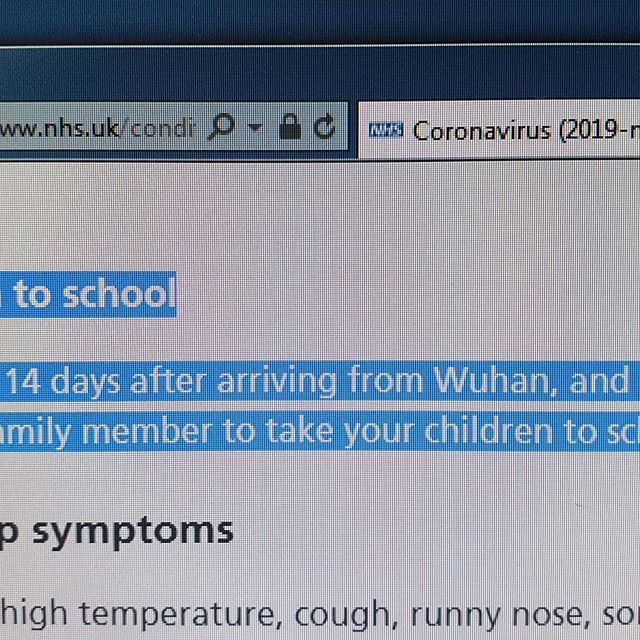 ww.nhs.uk/condi
NHS Coronavirus (2019-n
to school
14 days after arriving from Wuhan, and
amily member to take your children to sc
p symptoms
high temperature, cough, runny nose, so